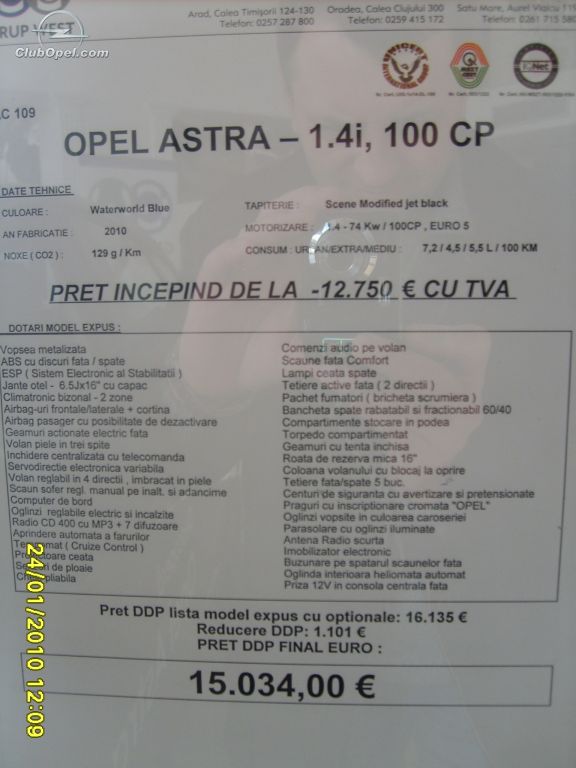 RUP WEST
ClubOpel.com
Arad, Calea Timişorii 124-130 Oradea, Calea Clujului 300 Satu Mare, Aurel Vlaicu 119
Telefon: 0257 287 800 Telefon: 0259 415 172 Telefon: 0261 715 580
C 109
OPEL ASTRA – 1.4i, 100 CP
DATE TEHNICE
CULOARE : Waterworld Blue
AN FABRICATIE : 2010
NOXE ( CO2 ) : 129 g / Km
TAPITERIE : Scene Modified jet black
MOTORIZARE : 1.4 - 74 Kw / 100CP , EURO 5
CONSUM : URBAN/EXTRA/MEDIU : 7,2 / 4,5 / 5,5 L / 100 KM
PRET INCEPIND DE LA -12.750 € CU TVA
DOTARI MODEL EXPUS :
Vopsea metalizata
ABS cu discuri fata / spate
ESP ( Sistem Electronic al Stabilitatii )
Jante otel - 6.5Jx16" cu capac
Climatronic bizonal - 2 zone
Airbag-uri frontale/laterale + cortina
Airbag pasager cu posibilitate de dezactivare
Geamuri actionate electric fata
Volan piele in trei spite
Inchidere centralizata cu telecomanda
Servodirectie electronica variabila
Volan reglabil in 4 directii , imbracat in piele
Scaun sofer regl. manual pe inalt. si adancime
Computer de bord
Oglinzi reglabile electric si incalzite
Radio CD 400 cu MP3 + 7 difuzoare
Aprindere automata a farurilor
Tempomat ( Cruize Control )
Proiectoare ceata
Senzori de ploaie
Cheie pliabila
Comenzi audio pe volan
Scaune fata Comfort
Lampi ceata spate
Tetiere active fata ( 2 directii )
Pachet fumatori ( bricheta scrumiera )
Bancheta spate rabatabil si fractionabil 60/40
Compartimente stocare in podea
Torpedo compartimentat
Geamuri cu tenta inchisa
Roata de rezerva mica 16"
Coloana volanului cu blocaj la oprire
Tetiere fata/spate 5 buc.
Centuri de siguranta cu avertizare si pretensionate
Praguri cu inscriptionare cromata "OPEL"
Oglinzi vopsite in culoarea caroseriei
Parasolare cu oglinzi iluminate
Antena Radio scurta
Imobilizator electronic
Buzunare pe spatarul scaunelor fata
Oglinda interioara heliomata automat
Priza 12V in consola centrala fata
Pret DDP lista model expus cu optionale: 16.135 €
Reducere DDP: 1.101 €
PRET DDP FINAL EURO :
15.034,00 €
24/01/2010 12:09